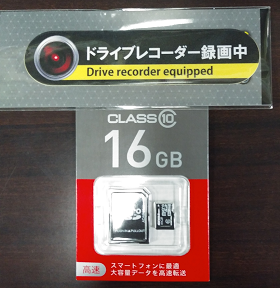 ドライブレコーダー録画中
Drive recorder equipped
CLASS10
16GB
高速
スマートフォンに最適
大容量データを高速転送